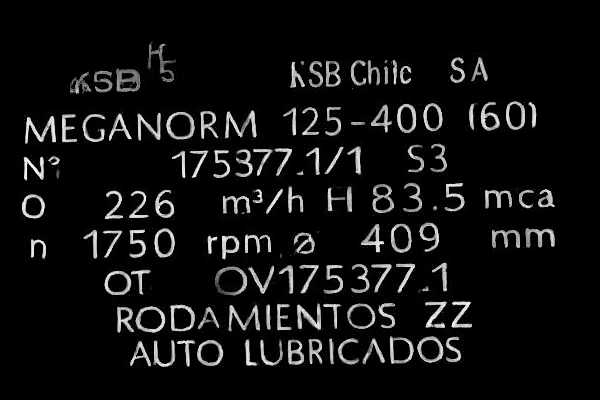 KSB H5 KSB Chile SA
MEGANORM 125-400 (60)
N° 175377.1/1 S3
Q 226 m³/h H 83.5 mca
n 1750 rpm ø 409 mm
OT OV175377.1
RODAMIENTOS ZZ
AUTO LUBRICADOS